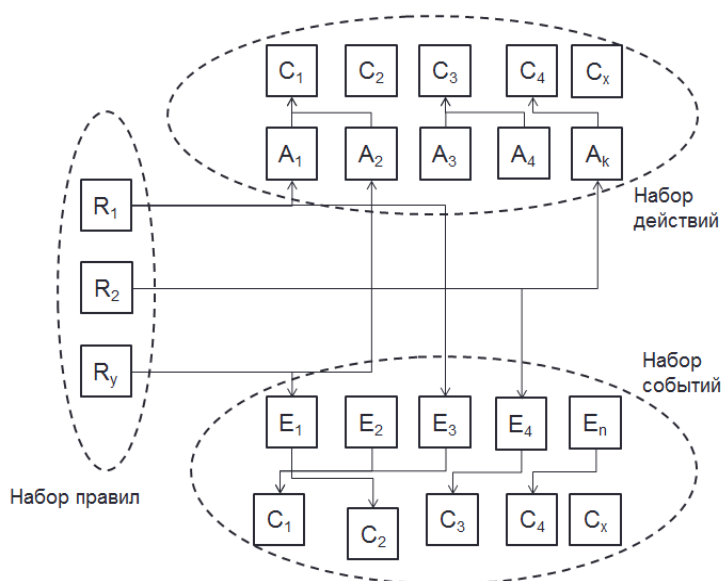 C₁ C₂ C₃ C₄ Cₓ
A₁ A₂ A₃ A₄ Aₖ
Набор
действий
R₁
R₂
Rᵧ
Набор
событий
E₁ E₂ E₃ E₄ Eₙ
Набор правил
C₁ C₂ C₃ C₄ Cₓ